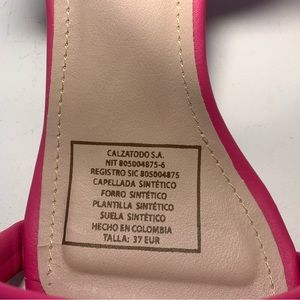 CALZATODO S.A.
NIT 805004875-6
REGISTRO SIC 805004875
CAPELLADA SINTÉTICO
FORRO SINTÉTICO
PLANTILLA SINTÉTICO
SUELA SINTÉTICO
HECHO EN COLOMBIA
TALLA: 37 EUR